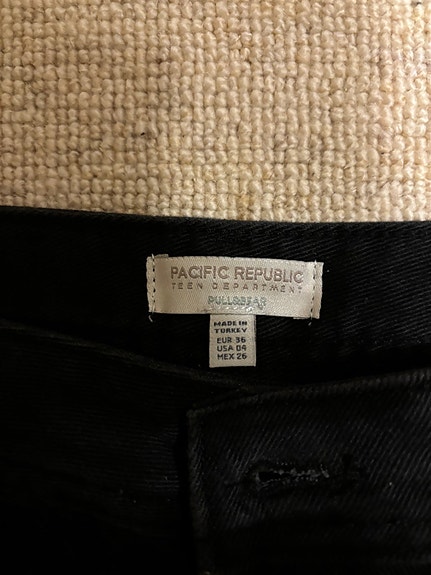 PACIFIC REPUBLIC
TEEN DEPARTMENT
PULL&BEAR
MADE IN
TURKEY
EUR 36
USA 04
MEX 26